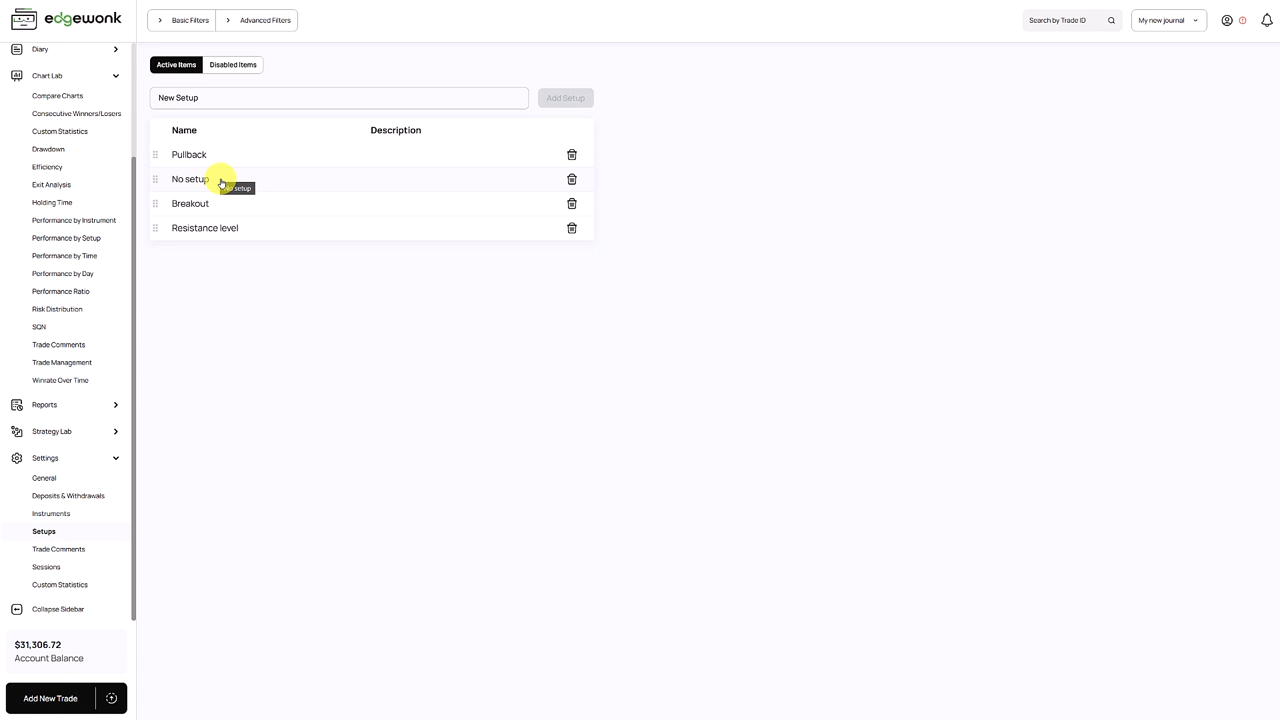 edgewonk
Basic Filters
Advanced Filters
Search by Trade ID
My new journal
Diary
Chart Lab
Compare Charts
Consecutive Winners/Losers
Custom Statistics
Drawdown
Efficiency
Exit Analysis
Holding Time
Performance by Instrument
Performance by Setup
Performance by Time
Performance by Day
Performance Ratio
Risk Distribution
SQN
Trade Comments
Trade Management
Winrate Over Time
Reports
Strategy Lab
Settings
General
Deposits & Withdrawals
Instruments
Setups
Trade Comments
Sessions
Custom Statistics
Collapse Sidebar
$31,306.72
Account Balance
Add New Trade
Active Items
Disabled Items
New Setup
Add Setup
Name Description
Pullback
No setup
setup
Breakout
Resistance level